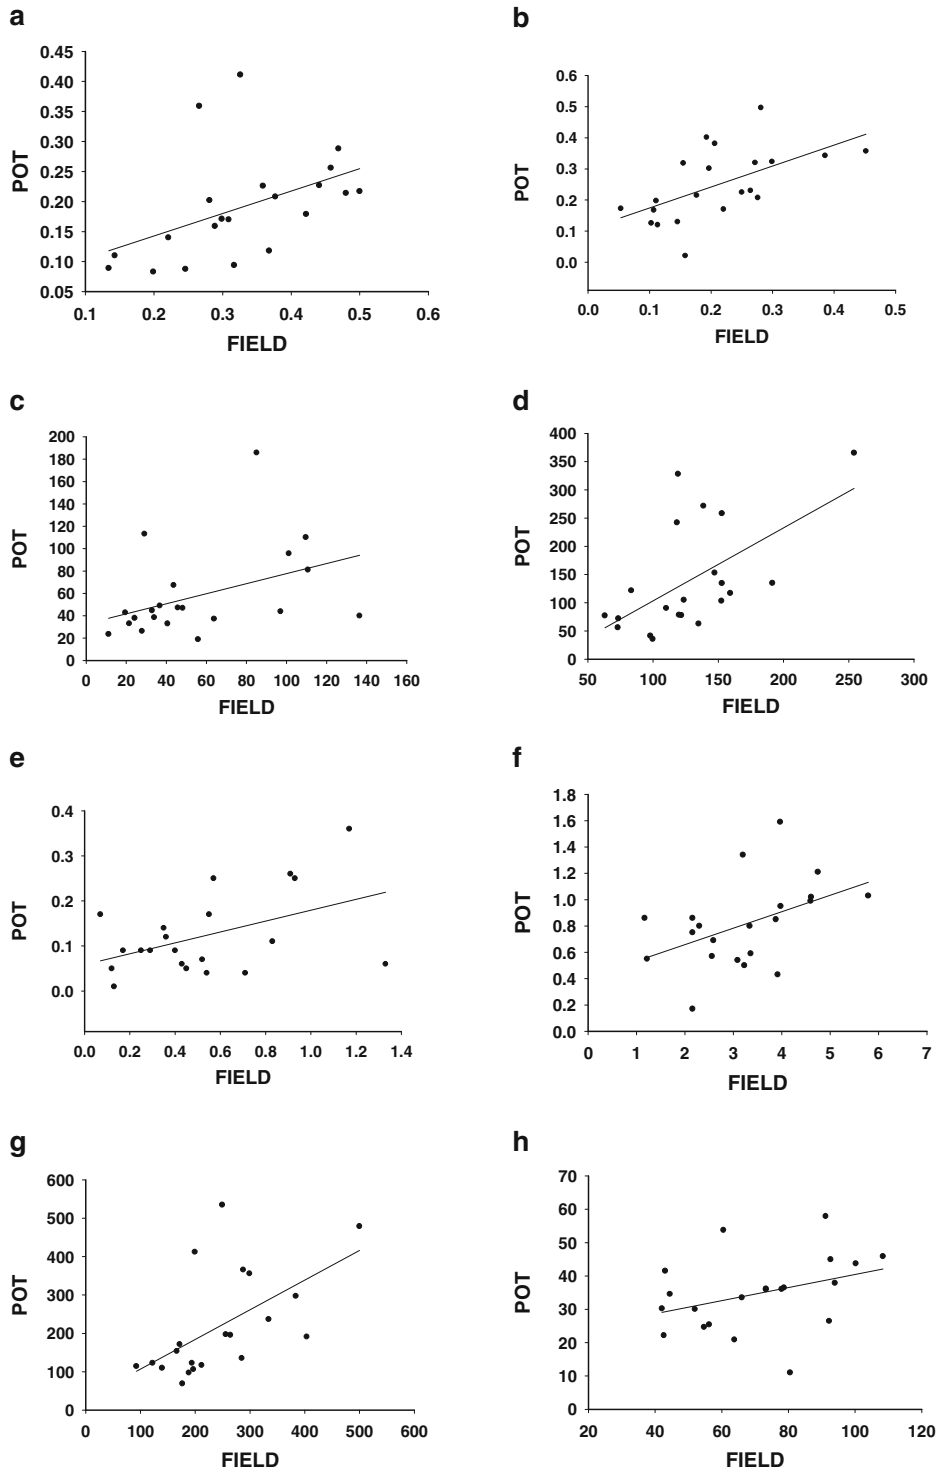 a
0.45
0.40
0.35
0.30
0.25
0.20
0.15
0.10
0.05
POT
0.1 0.2 0.3 0.4 0.5 0.6
FIELD
b
0.6
0.5
0.4
0.3
0.2
0.1
0.0
POT
0.0 0.1 0.2 0.3 0.4 0.5
FIELD
c
200
180
160
140
120
100
80
60
40
20
0
POT
0 20 40 60 80 100 120 140 160
FIELD
d
400
350
300
250
200
150
100
50
0
POT
50 100 150 200 250 300
FIELD
e
0.4
0.3
0.2
0.1
0.0
POT
0.0 0.2 0.4 0.6 0.8 1.0 1.2 1.4
FIELD
f
1.8
1.6
1.4
1.2
1.0
0.8
0.6
0.4
0.2
0.0
POT
0 1 2 3 4 5 6 7
FIELD
g
600
500
400
300
200
100
0
POT
0 100 200 300 400 500 600
FIELD
h
70
60
50
40
30
20
10
0
POT
20 40 60 80 100 120
FIELD